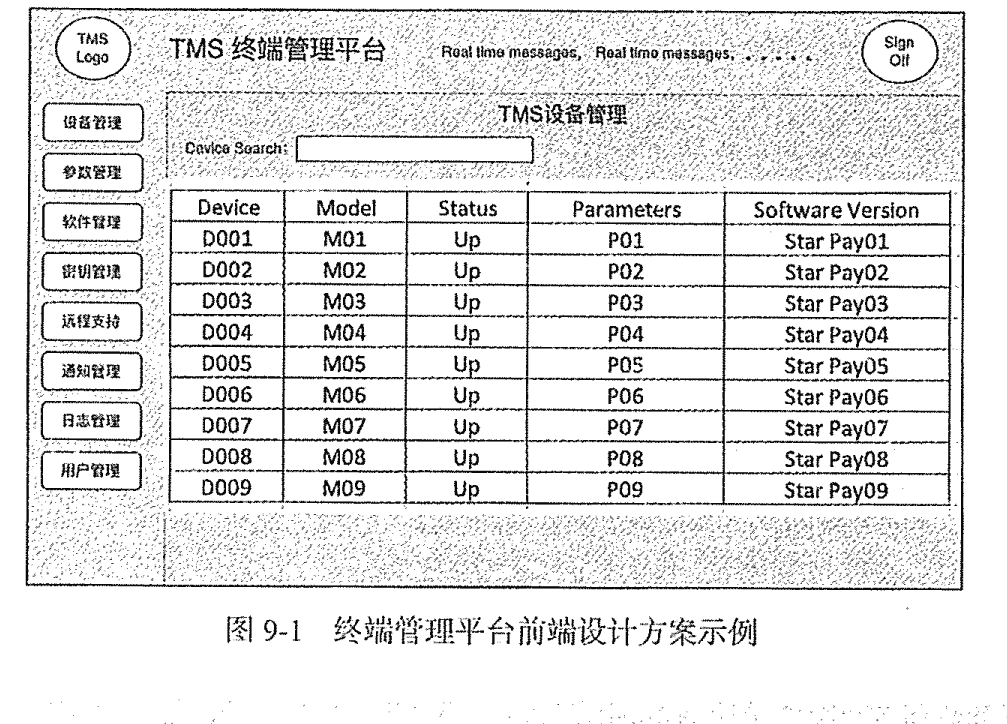 TMS
Logo
TMS 终端管理平台
Real time messages, Real time messages, ......
Sign
Off
设备管理
参数管理
软件管理
密钥管理
远程支持
通知管理
日志管理
用户管理
TMS设备管理
Device Search:
Device Model Status Parameters Software Version
D001 M01 Up P01 Star Pay01
D002 M02 Up P02 Star Pay02
D003 M03 Up P03 Star Pay03
D004 M04 Up P04 Star Pay04
D005 M05 Up P05 Star Pay05
D006 M06 Up P06 Star Pay06
D007 M07 Up P07 Star Pay07
D008 M08 Up P08 Star Pay08
D009 M09 Up P09 Star Pay09
图 9-1 终端管理平台前端设计方案示例